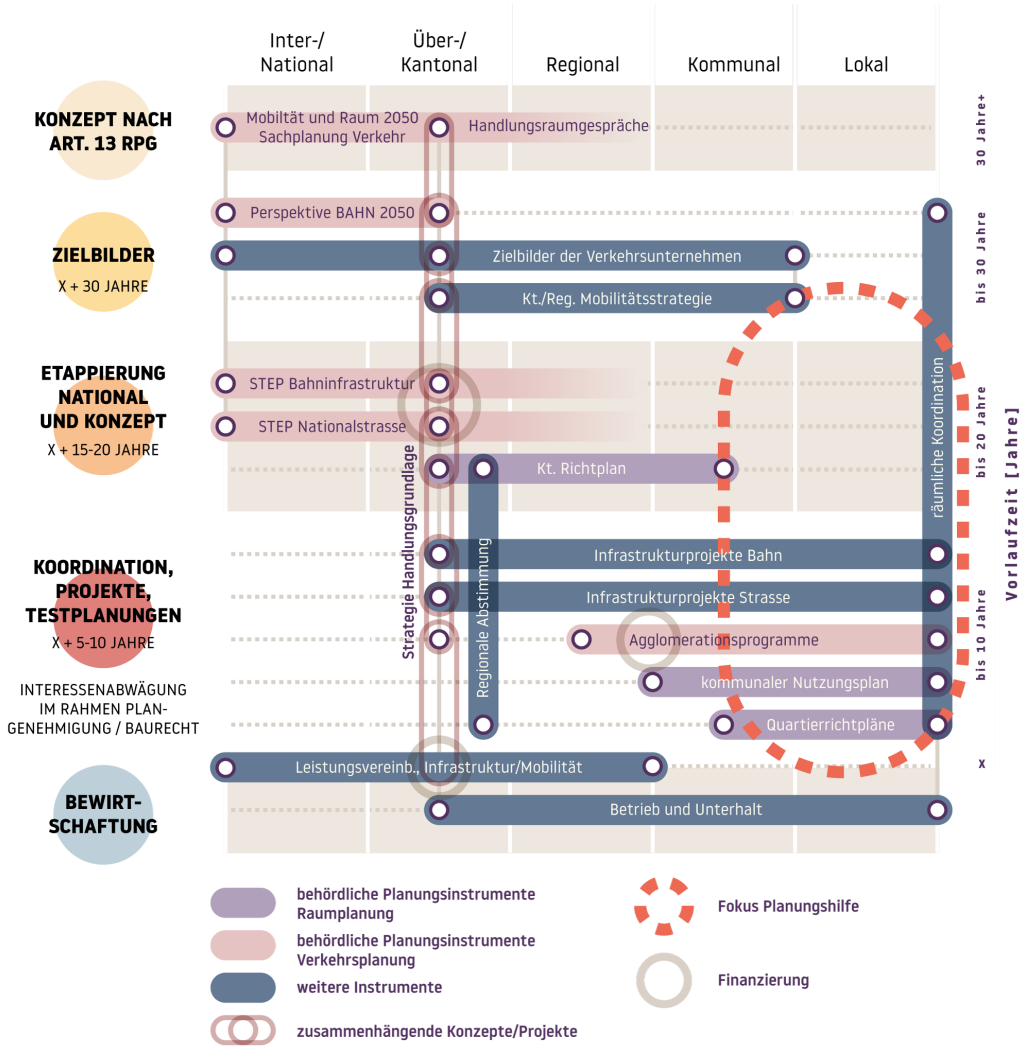 Inter-/
National
Über-/
Kantonal
Regional
Kommunal
Lokal
KONZEPT NACH
ART. 13 RPG
Mobiltät und Raum 2050
Sachplanung Verkehr
Handlungsraumgespräche
30 Jahre+
Perspektive BAHN 2050
ZIELBILDER
X + 30 JAHRE
Zielbilder der Verkehrsunternehmen
Kt./Reg. Mobilitätsstrategie
bis 30 Jahre
ETAPPIERUNG
NATIONAL
UND KONZEPT
X + 15-20 JAHRE
STEP Bahninfrastruktur
STEP Nationalstrasse
Kt. Richtplan
räumliche Koordination
bis 20 Jahre
Vorlaufzeit [Jahre]
Strategie Handlungsgrundlage
Regionale Abstimmung
KOORDINATION,
PROJEKTE,
TESTPLANUNGEN
X + 5-10 JAHRE
Infrastrukturprojekte Bahn
Infrastrukturprojekte Strasse
Agglomerationsprogramme
bis 10 Jahre
INTERESSENABWÄGUNG
IM RAHMEN PLAN-
GENEHMIGUNG / BAURECHT
kommunaler Nutzungsplan
Quartierrichtpläne
Leistungsvereinb., Infrastruktur/Mobilität
X
BEWIRT-
SCHAFTUNG
Betrieb und Unterhalt
behördliche Planungsinstrumente
Raumplanung
behördliche Planungsinstrumente
Verkehrsplanung
weitere Instrumente
zusammenhängende Konzepte/Projekte
Fokus Planungshilfe
Finanzierung